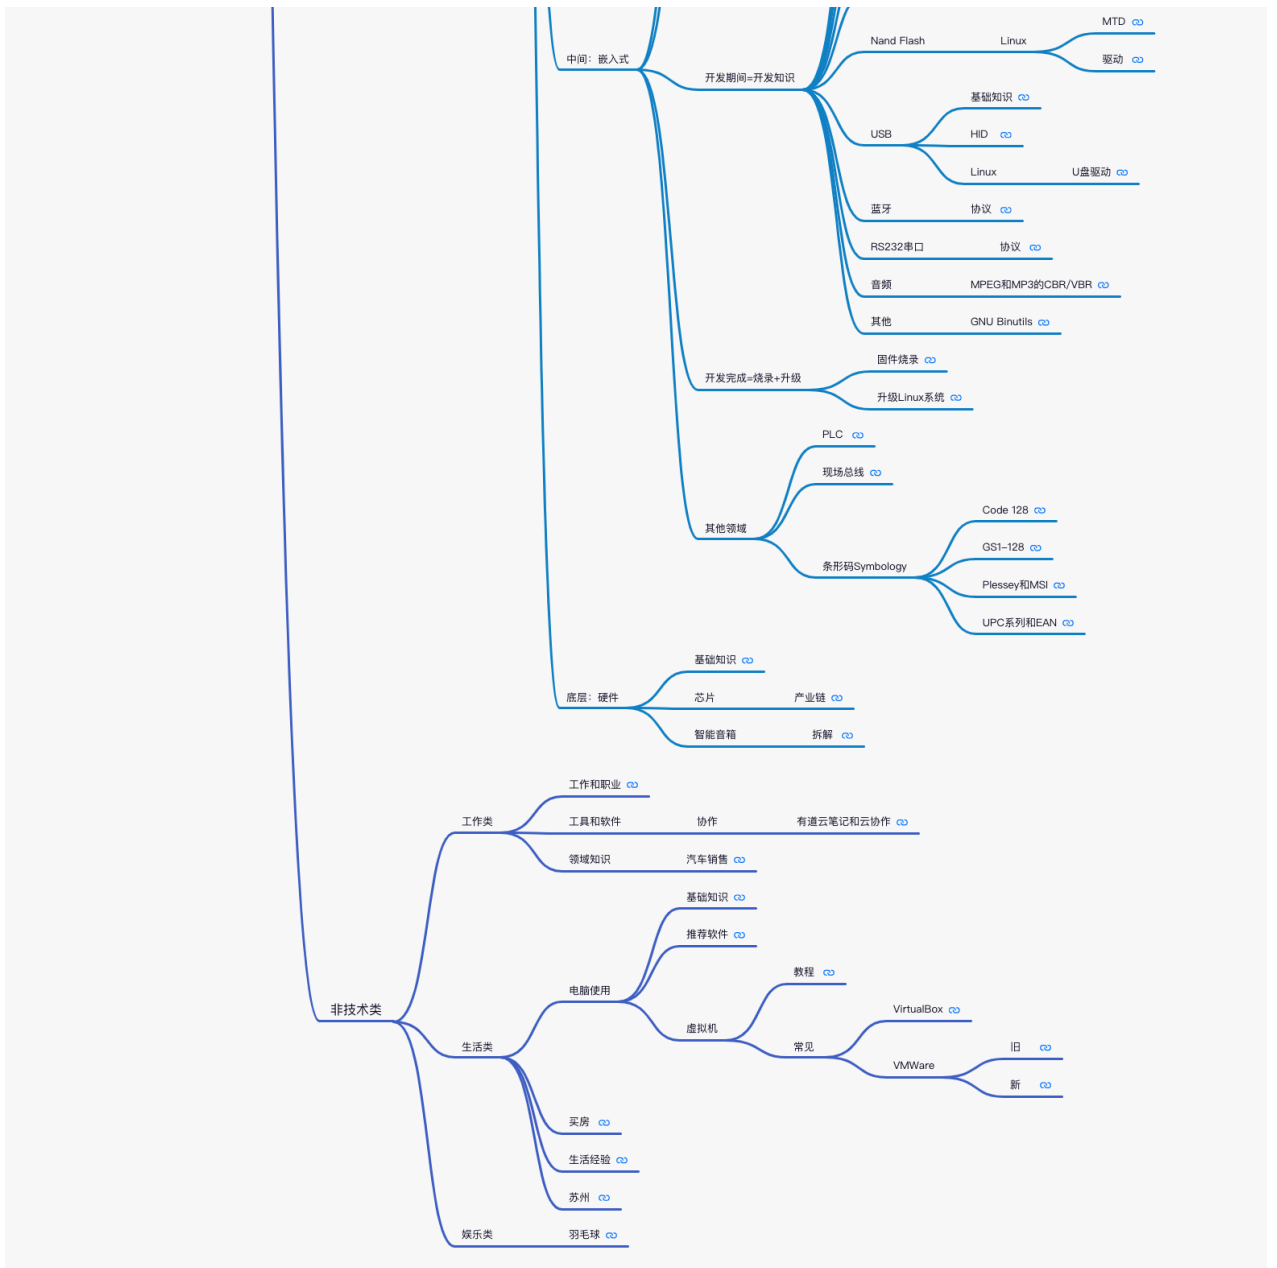 MTD
Nand Flash Linux
驱动
中间：嵌入式
开发期间=开发知识
基础知识
USB HID
Linux U盘驱动
蓝牙 协议
RS232串口 协议
音频 MPEG和MP3的CBR/VBR
其他 GNU Binutils
固件烧录
开发完成=烧录+升级
升级Linux系统
PLC
现场总线
Code 128
其他领域
GS1-128
条形码Symbology
Plessey和MSI
UPC系列和EAN
基础知识
底层：硬件 芯片 产业链
智能音箱 拆解
工作和职业
工作类 工具和软件 协作 有道云笔记和云协作
领域知识 汽车销售
基础知识
推荐软件
教程
电脑使用
非技术类 VirtualBox
虚拟机
生活类 常见 旧
VMWare
新
买房
生活经验
苏州
娱乐类 羽毛球